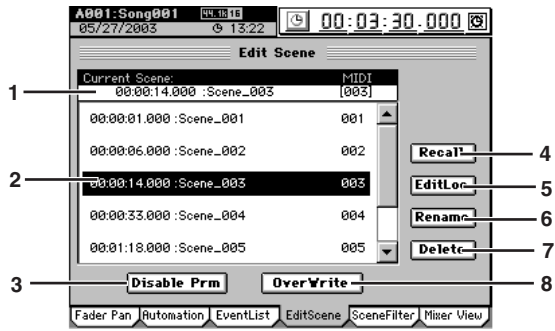 A001:Song001 44.1K 16
05/27/2003 13:22 00:03:30.000
Edit Scene
Current Scene: MIDI
1 00:00:14.000 :Scene_003 [003]
00:00:01.000 :Scene_001 001
00:00:06.000 :Scene_002 002
Recall 4
2 00:00:14.000 :Scene_003 003
EditLoc 5
00:00:33.000 :Scene_004 004
Rename 6
00:01:18.000 :Scene_005 005
Delete 7
3 Disable Prm OverWrite 8
Fader Pan Automation EventList EditScene SceneFilter Mixer View